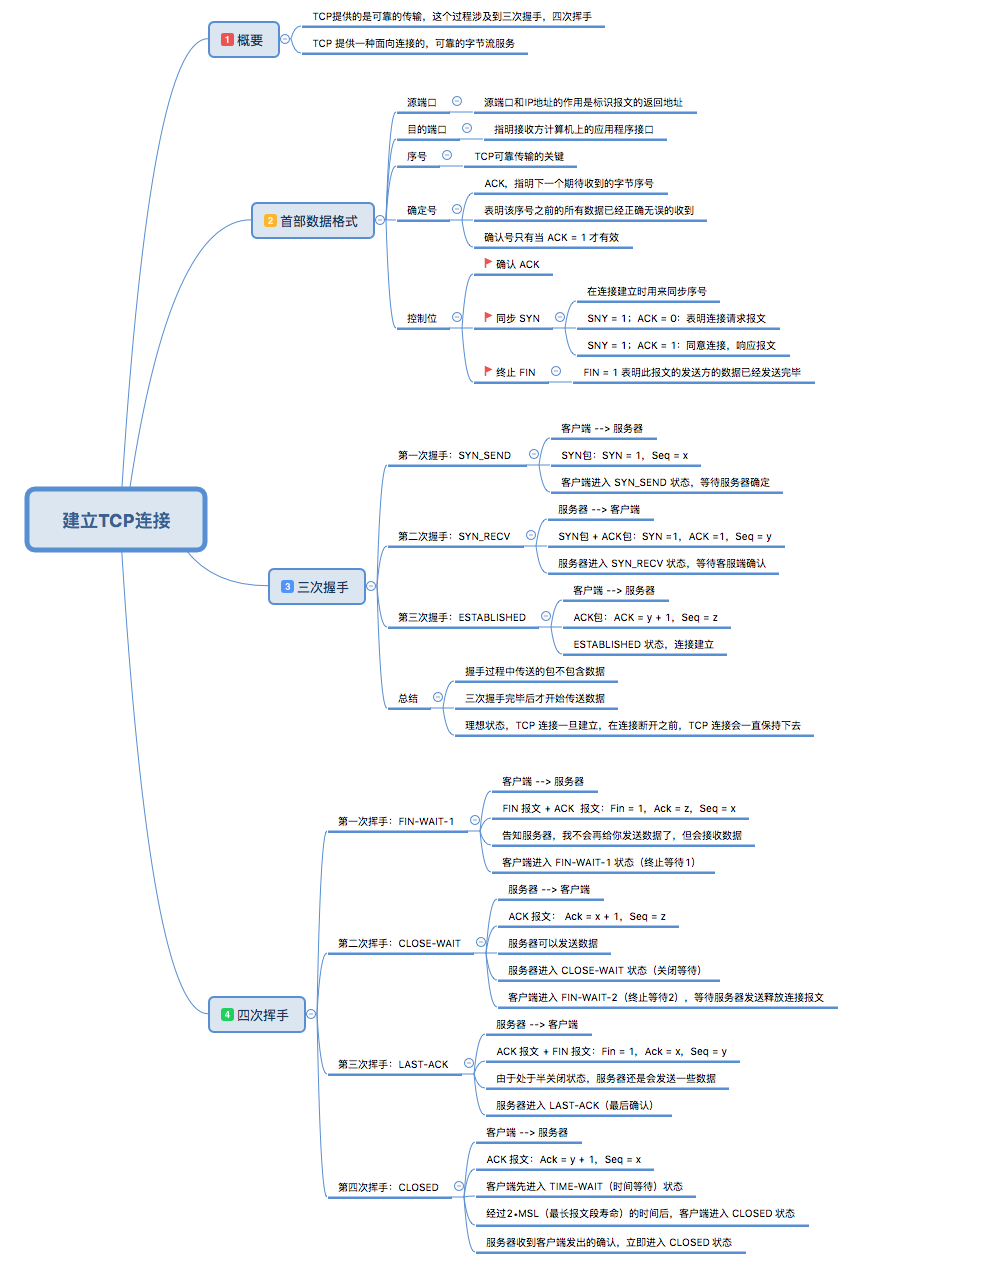 建立TCP连接
1 概要
TCP提供的是可靠的传输，这个过程涉及到三次握手，四次挥手
TCP 提供一种面向连接的，可靠的字节流服务
2 首部数据格式
源端口
源端口和IP地址的作用是标识报文的返回地址
目的端口
指明接收方计算机上的应用程序接口
序号
TCP可靠传输的关键
确定号
ACK，指明下一个期待收到的字节序号
表明该序号之前的所有数据已经正确无误的收到
确认号只有当 ACK = 1 才有效
控制位
确认 ACK
同步 SYN
在连接建立时用来同步序号
SNY = 1；ACK = 0：表明连接请求报文
SNY = 1；ACK = 1：同意连接，响应报文
终止 FIN
FIN = 1 表明此报文的发送方的数据已经发送完毕
3 三次握手
第一次握手：SYN_SEND
客户端 --> 服务器
SYN包：SYN = 1，Seq = x
客户端进入 SYN_SEND 状态，等待服务器确定
第二次握手：SYN_RECV
服务器 --> 客户端
SYN包 + ACK包：SYN =1，ACK =1，Seq = y
服务器进入 SYN_RECV 状态，等待客服端确认
第三次握手：ESTABLISHED
客户端 --> 服务器
ACK包：ACK = y + 1，Seq = z
ESTABLISHED 状态，连接建立
总结
握手过程中传送的包不包含数据
三次握手完毕后才开始传送数据
理想状态，TCP 连接一旦建立，在连接断开之前，TCP 连接会一直保持下去
4 四次挥手
第一次挥手：FIN-WAIT-1
客户端 --> 服务器
FIN 报文 + ACK 报文：Fin = 1，Ack = z，Seq = x
告知服务器，我不会再给你发送数据了，但会接收数据
客户端进入 FIN-WAIT-1 状态（终止等待1）
第二次挥手：CLOSE-WAIT
服务器 --> 客户端
ACK 报文： Ack = x + 1，Seq = z
服务器可以发送数据
服务器进入 CLOSE-WAIT 状态（关闭等待）
客户端进入 FIN-WAIT-2（终止等待2），等待服务器发送释放连接报文
第三次挥手：LAST-ACK
服务器 --> 客户端
ACK 报文 + FIN 报文：Fin = 1，Ack = x，Seq = y
由于处于半关闭状态，服务器还是会发送一些数据
服务器进入 LAST-ACK（最后确认）
第四次挥手：CLOSED
客户端 --> 服务器
ACK 报文：Ack = y + 1，Seq = x
客户端先进入 TIME-WAIT（时间等待）状态
经过2*MSL（最长报文段寿命）的时间后，客户端进入 CLOSED 状态
服务器收到客户端发出的确认，立即进入 CLOSED 状态